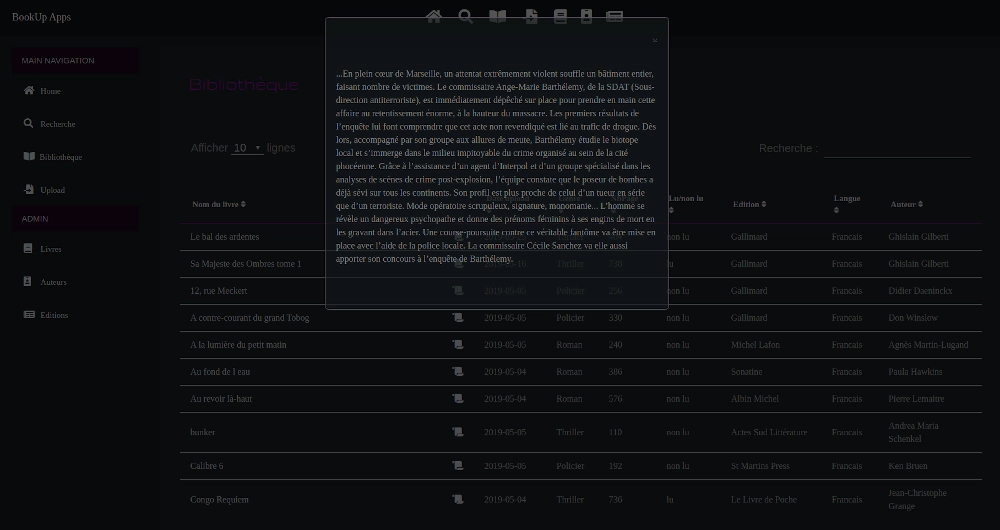 BookUp Apps
×
MAIN NAVIGATION
Home
Recherche
Bibliothèque
Upload
ADMIN
Livres
Auteurs
Editions
Bibliothèque
Afficher 10 lignes
Recherche :
...En plein cœur de Marseille, un attentat extrêmement violent souffle un bâtiment entier,
faisant nombre de victimes. Le commissaire Ange-Marie Barthélemy, de la SDAT (Sous-
direction antiterroriste), est immédiatement dépêché sur place pour prendre en main cette
affaire au retentissement énorme, à la hauteur du massacre. Les premiers résultats de
l’enquête lui font comprendre que cet acte non revendiqué est lié au trafic de drogue. Dès
lors, accompagné par son groupe aux allures de meute, Barthélemy étudie le biotope
local et s’immerge dans le milieu impitoyable du crime organisé au sein de la cité
phocéenne. Grâce à l’assistance d’un agent d’Interpol et d’un groupe spécialisé dans les
analyses de scènes de crime post-explosion, l’équipe constate que le poseur de bombes a
déjà sévi sur tous les continents. Son profil est plus proche de celui d’un tueur en série
que d’un terroriste. Mode opératoire scrupuleux, signature, mopomanie... L’homme se
révèle un dangereux psychopathe et donne des prénoms féminins à ses engins de mort en
les gravant dans l’acier. Une course-poursuite contre ce véritable fantôme va être mise en
place avec l’aide de la police locale. La commissaire Cécile Sanchez va elle aussi
apporter son concours à l’enquête de Barthélemy.
Nom du livre Genre Lu/non lu Edition Langue Auteur
Le bal des ardentes non lu Gallimard Francais Ghislain Gilberti
Sa Majeste des Ombres tome 1 Thriller 738 lu Gallimard Francais Ghislain Gilberti
12, rue Meckert 2019-05-05 Policier 256 non lu Gallimard Francais Didier Daeninckx
A contre-courant du grand Tobog 2019-05-05 Policier 330 non lu Gallimard Francais Don Winslow
A la lumière du petit matin 2019-05-05 Roman 240 non lu Michel Lafon Francais Agnès Martin-Lugand
Au fond de l eau 2019-05-04 Roman 386 non lu Sonatine Francais Paula Hawkins
Au revoir là-haut 2019-05-04 Roman 576 non lu Albin Michel Francais Pierre Lemaitre
bunker 2019-05-05 Thriller 110 non lu Actes Sud Littérature Francais Andrea Maria
Schenkel
Calibre 6 2019-05-05 Policier 192 non lu St Martins Press Francais Ken Bruen
Congo Requiem 2019-05-04 Thriller 736 lu Le Livre de Poche Francais Jean-Christophe
Grange